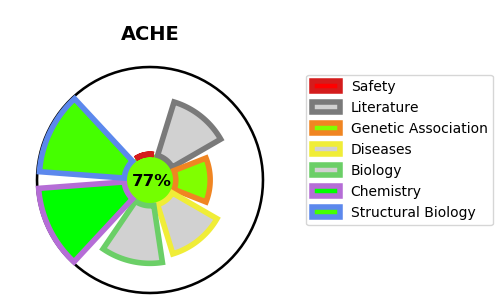 ACHE
77%
Safety
Literature
Genetic Association
Diseases
Biology
Chemistry
Structural Biology